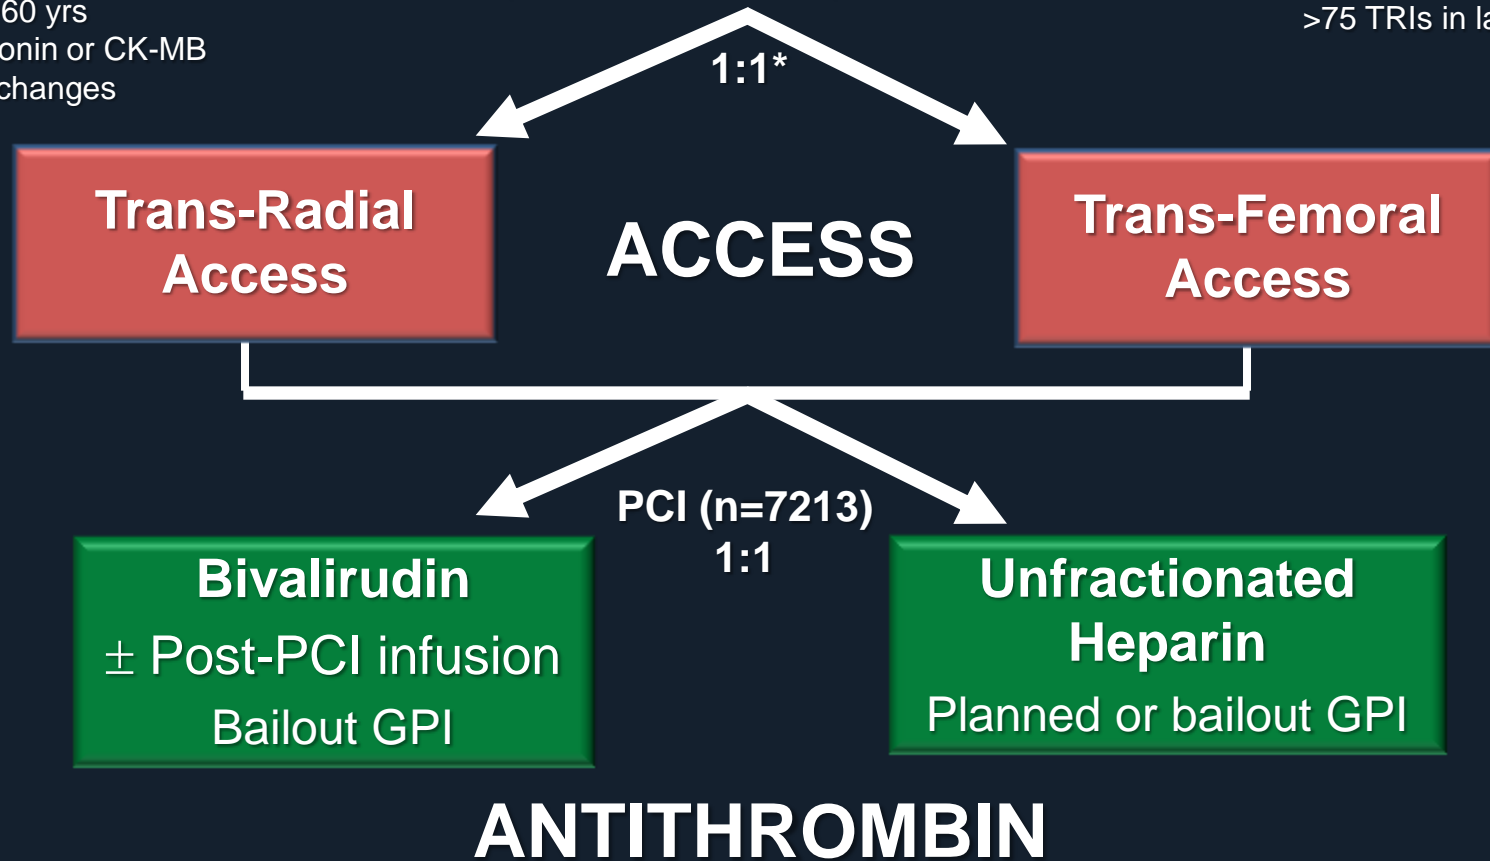 60 yrs
onin or CK-MB
changes
>75 TRIs in la
1:1*
Trans-Radial
Access
ACCESS
Trans-Femoral
Access
PCI (n=7213)
1:1
Bivalirudin
± Post-PCI infusion
Bailout GPI
Unfractionated
Heparin
Planned or bailout GPI
ANTITHROMBIN